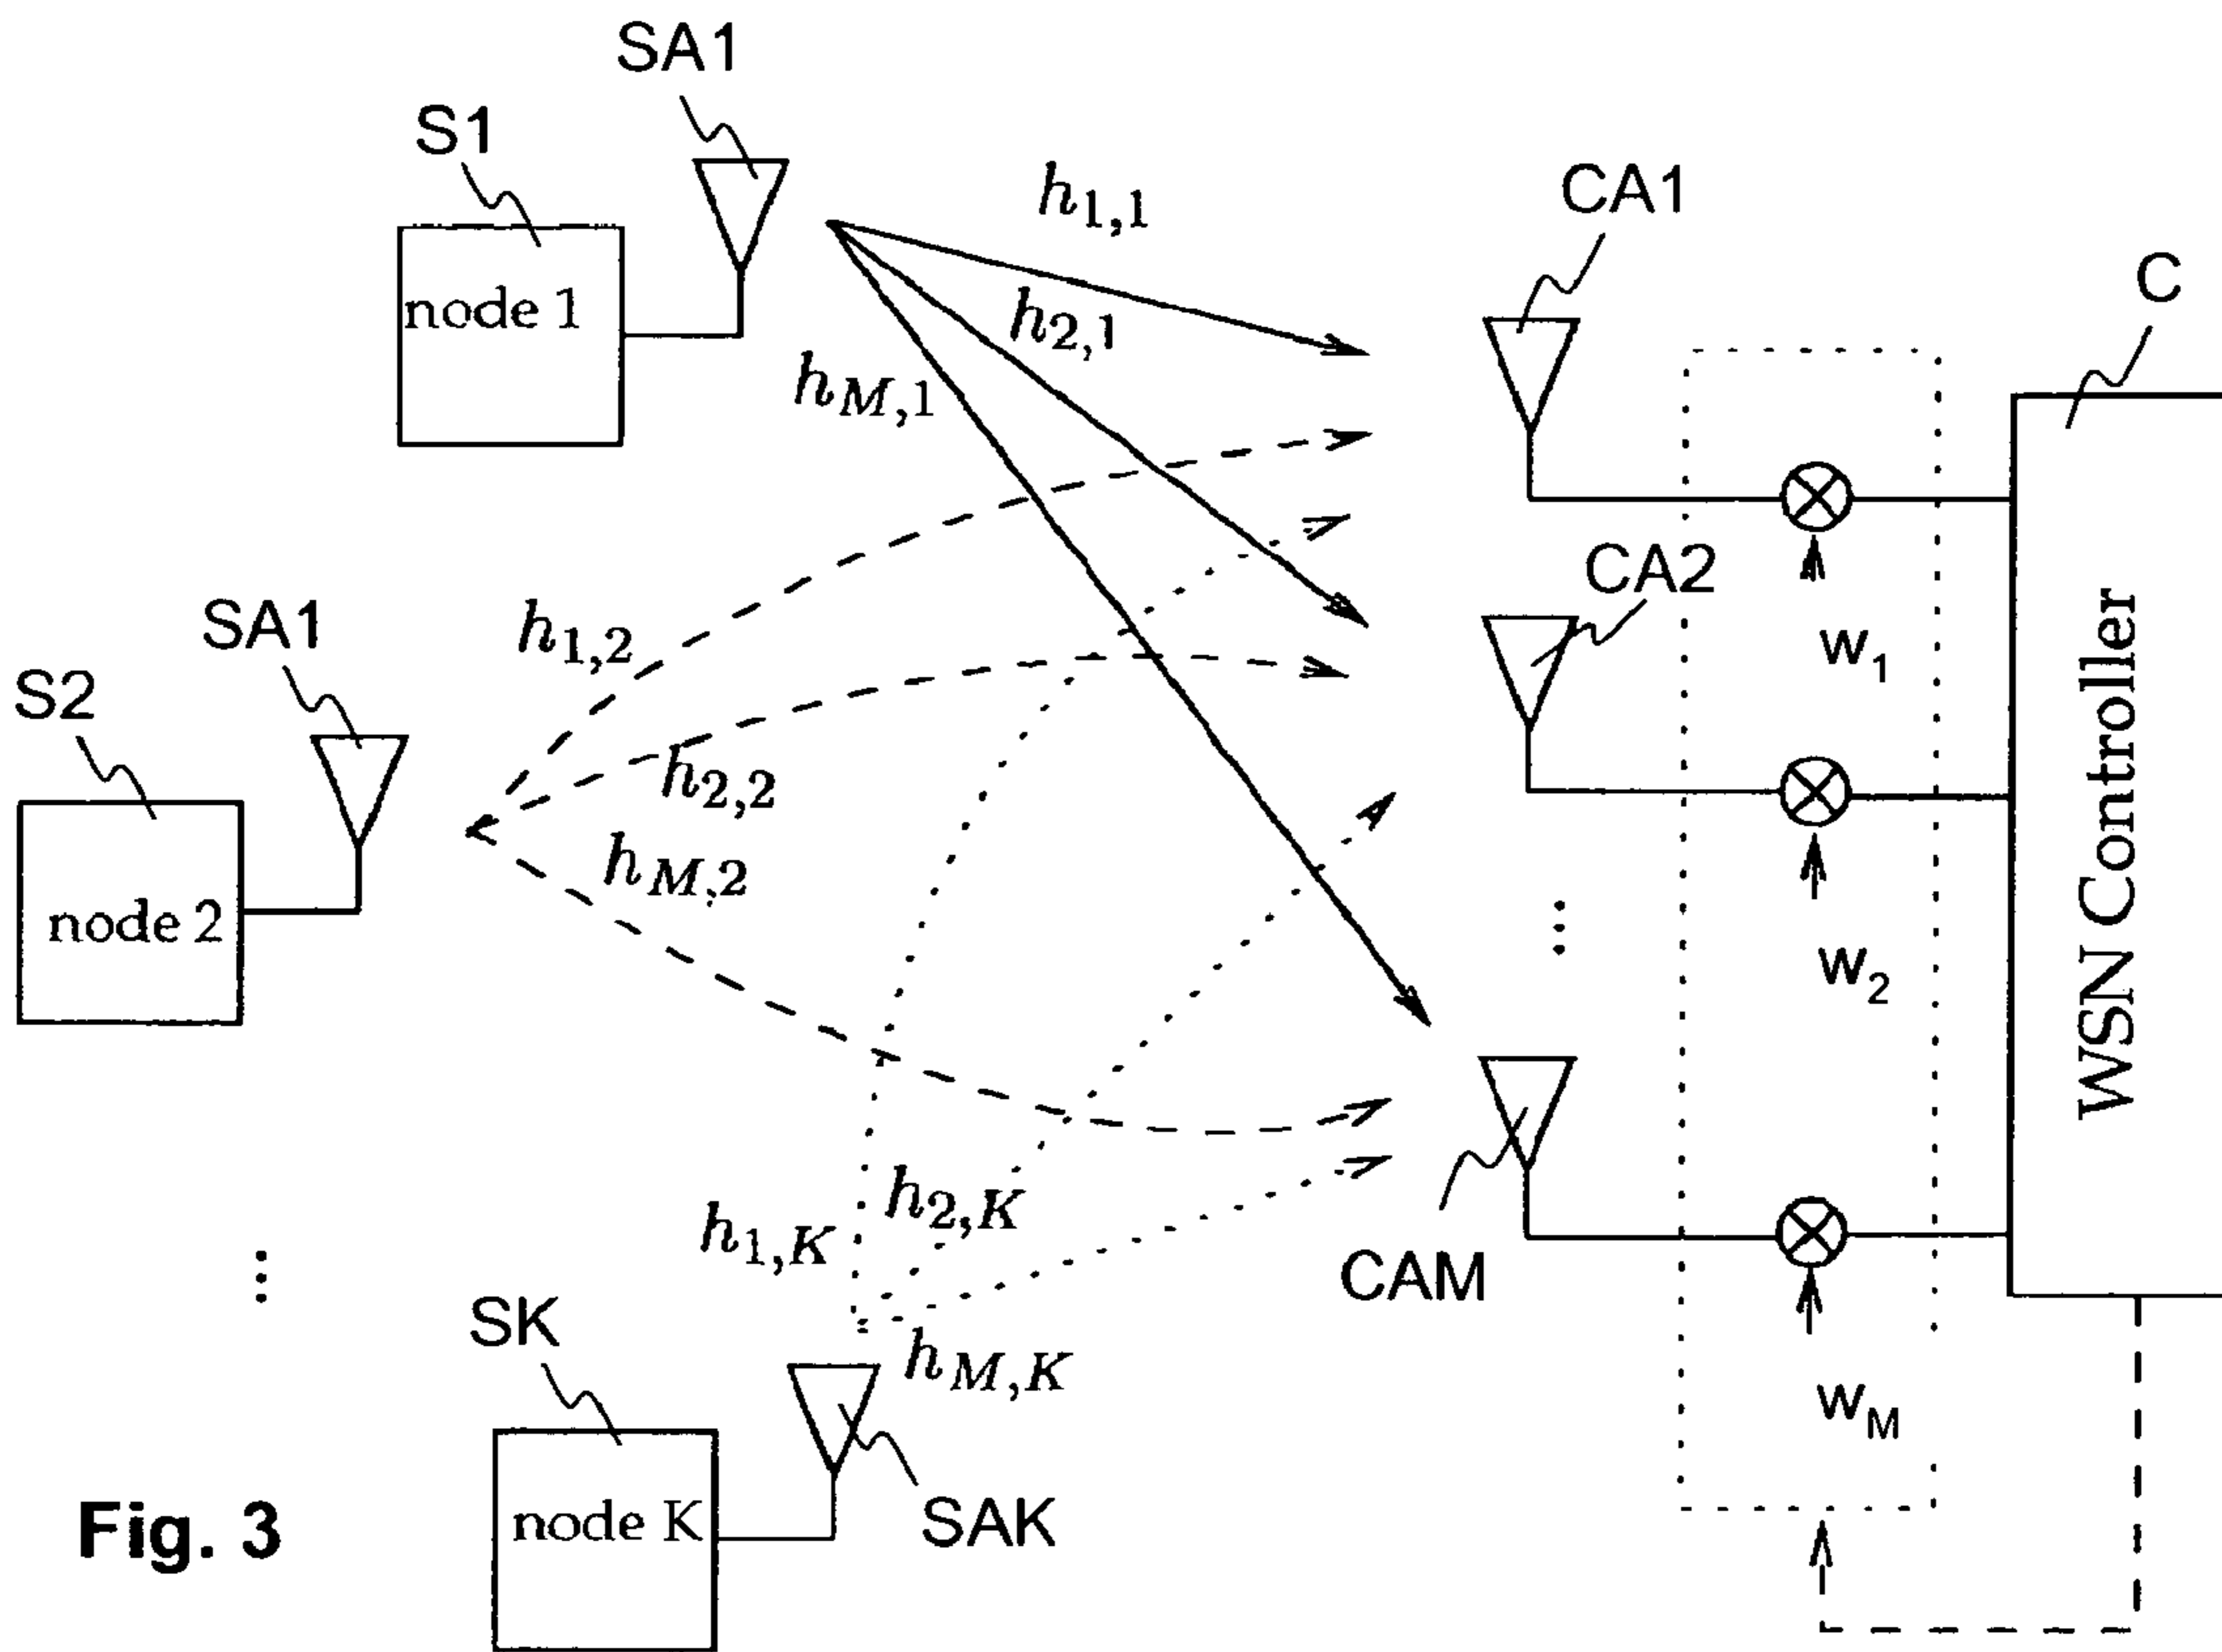 SA1
S1
CA1
h1,1
C
node 1
h2,1
hM,1
CA2
SA1
h1,2
w1
S2
h2,2
hM,2
node 2
w2
WSN Controller
h2,K
h1,K
CAM
SK
hM,K
wM
SAK
node K
Fig. 3